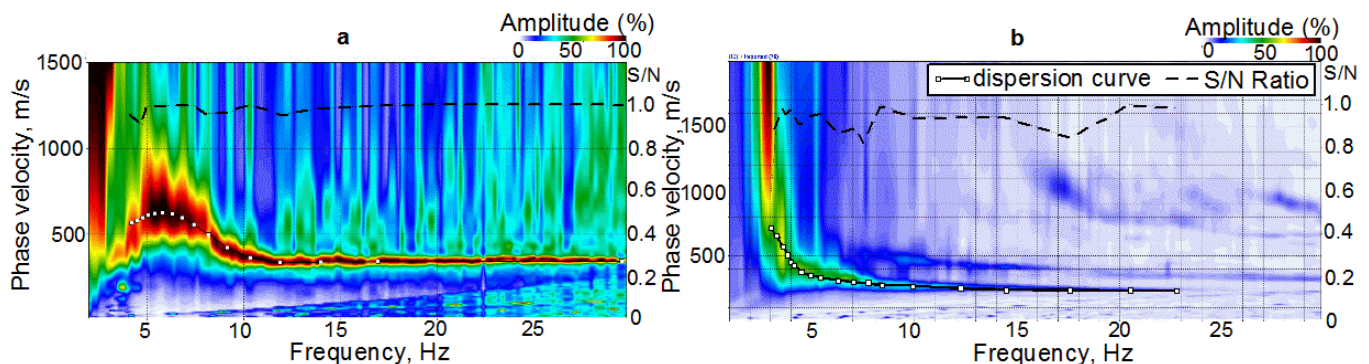 a
Amplitude (%)
0 50 100
Phase velocity, m/s
1500
1000
500
S/N
1.0
0.8
0.6
0.4
0.2
0
5 10 15 20 25
Frequency, Hz
b
Amplitude (%)
0 50 100
dispersion curve S/N Ratio
Phase velocity, m/s
1500
1000
500
S/N
1.0
0.8
0.6
0.4
0.2
0
5 10 15 20 25
Frequency, Hz